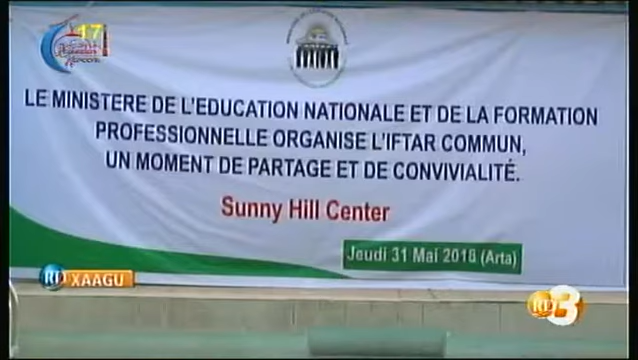 17
LE MINISTERE DE L'EDUCATION NATIONALE ET DE LA FORMATION
PROFESSIONNELLE ORGANISE L'IFTAR COMMUN,
UN MOMENT DE PARTAGE ET DE CONVIVIALITÉ.
Sunny Hill Center
Jeudi 31 Mai 2018 (Arta)
XAAGU
3